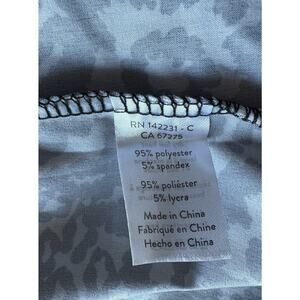 RN 142231 - C
CA 67275
95% polyester
5% spandex
95% poliéster
5% lycra
Made in China
Fabriqué en Chine
Hecho en China